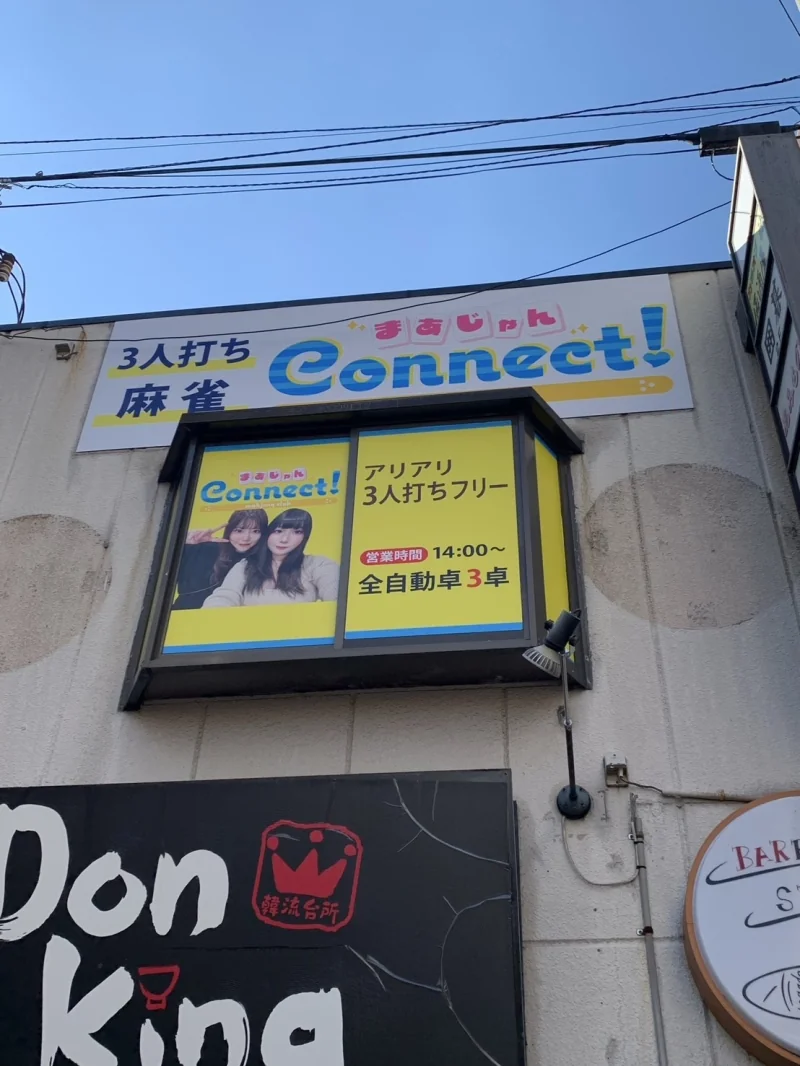 3人打ち
麻雀
まあじゃん
Connect!
まあじゃん
Connect!
アリアリ
3人打ちフリー
営業時間 14:00～
全自動卓3卓
Don
King
韓流台所
BAR